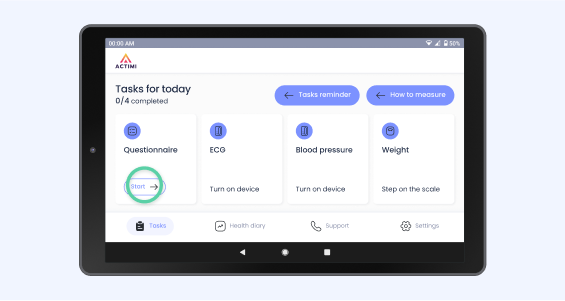 00:00 AM
50%
ACTIMI
Tasks for today
0/4 completed
Tasks reminder
How to measure
Questionnaire
Start
ECG
Turn on device
Blood pressure
Turn on device
Weight
Step on the scale
Tasks
Health diary
Support
Settings